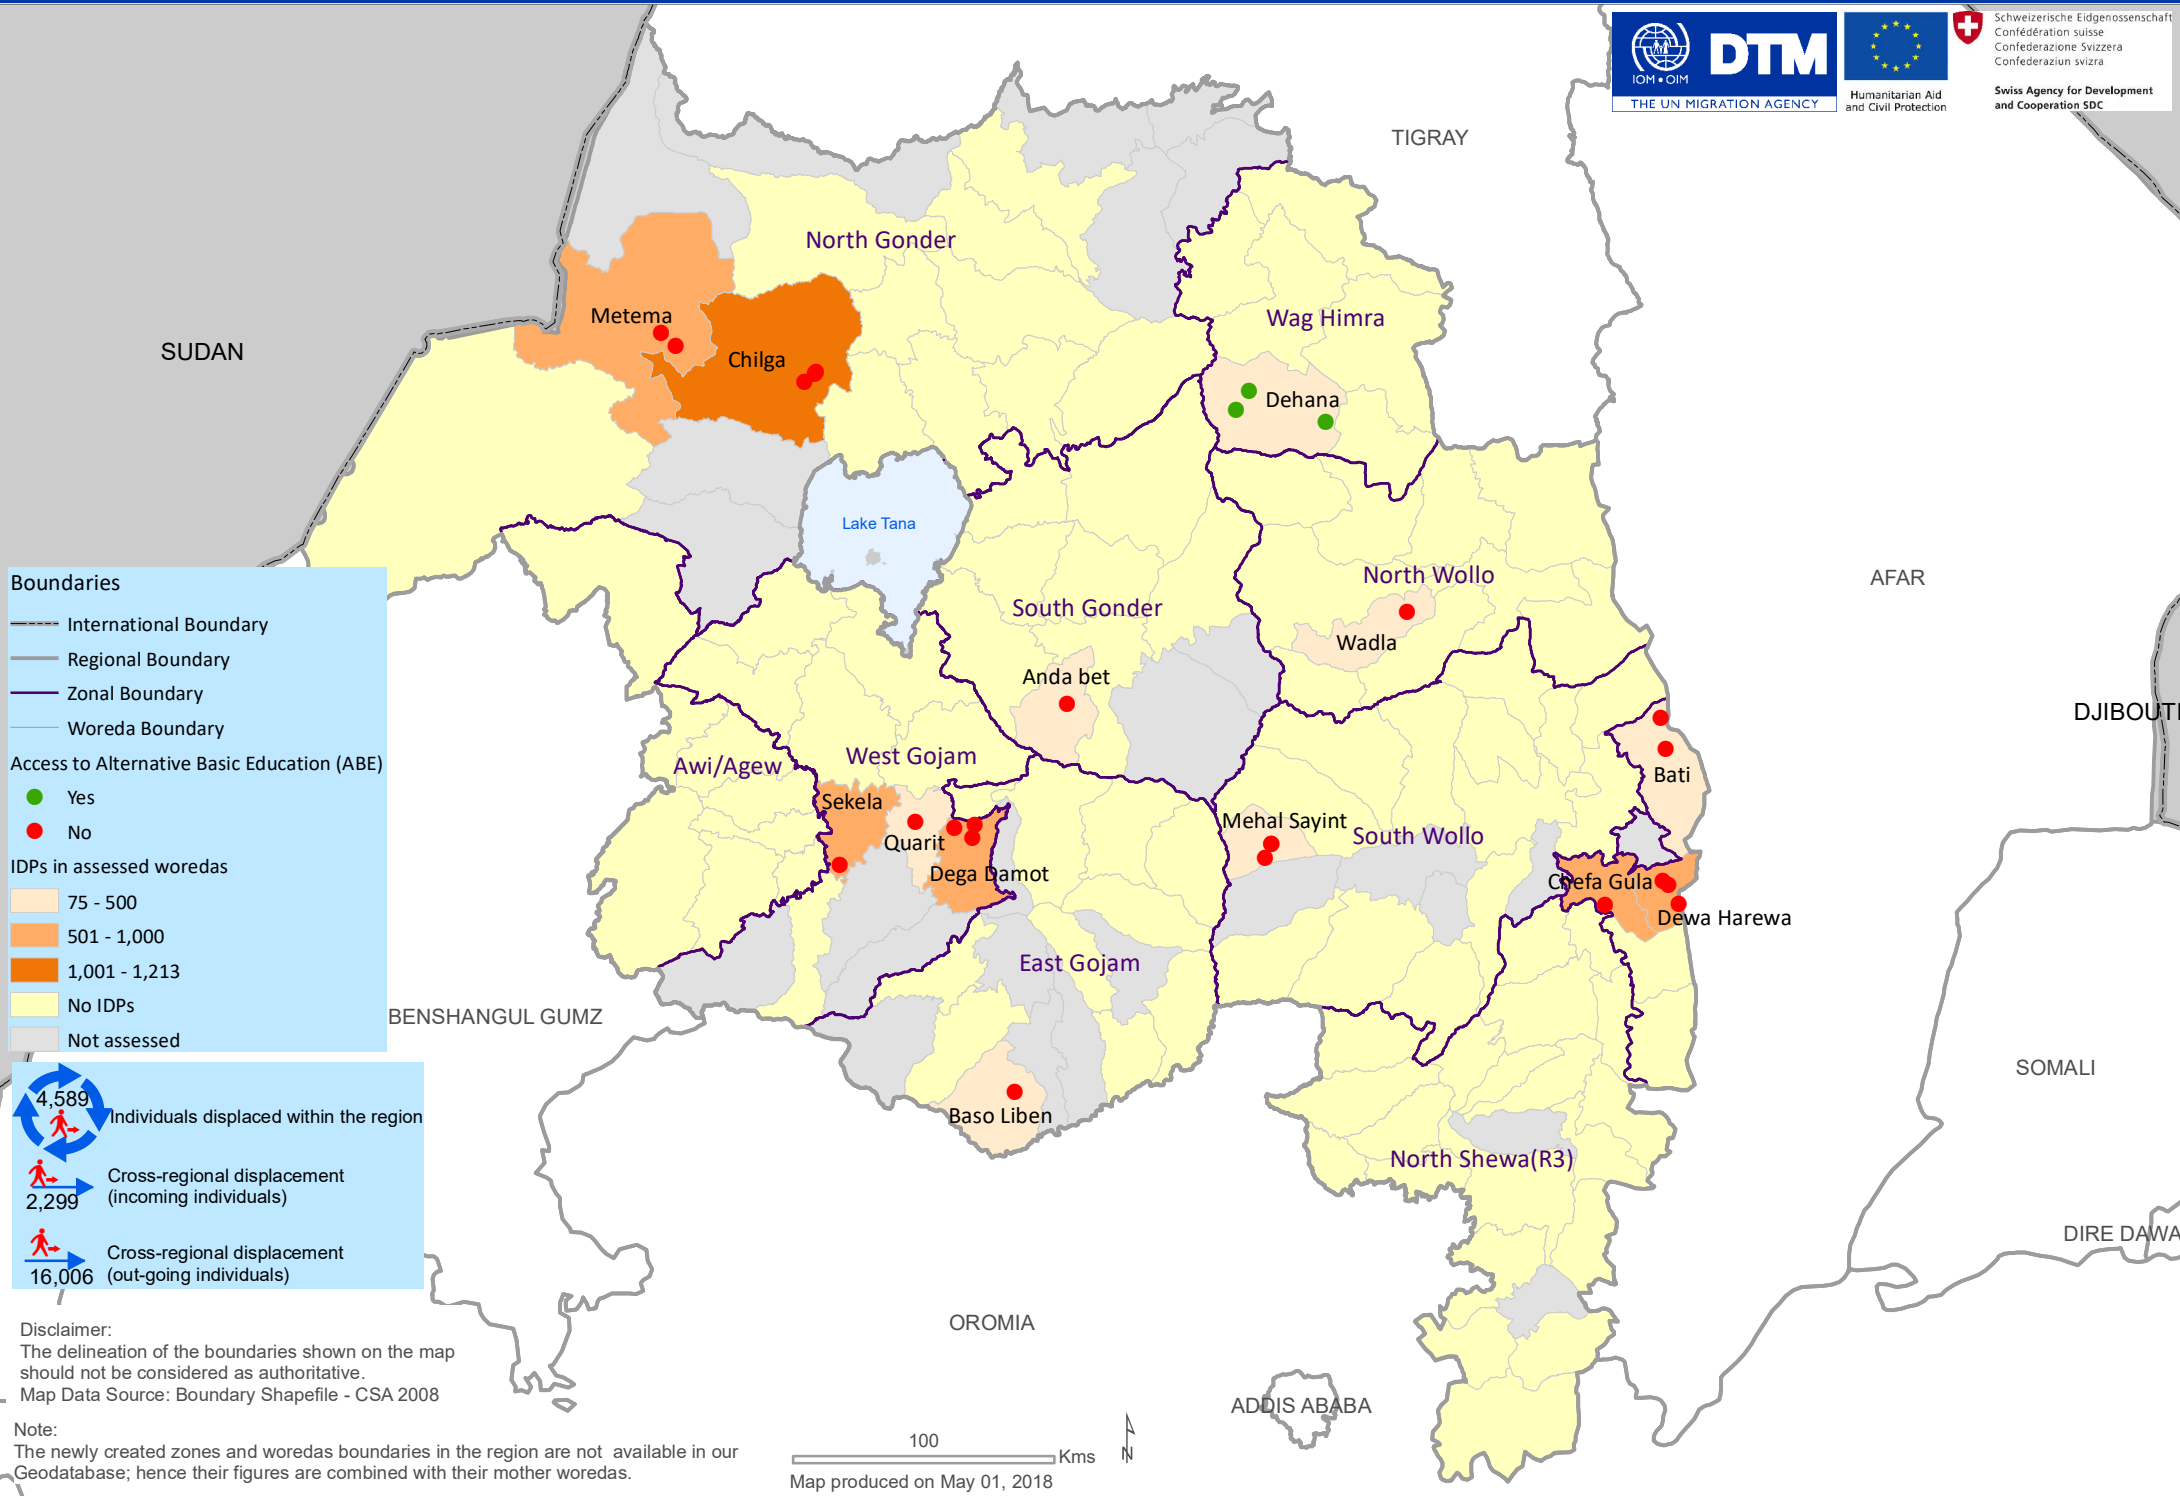 IOM • OIM
DTM
THE UN MIGRATION AGENCY
Humanitarian Aid
and Civil Protection
Schweizerische Eidgenossenschaft
Confédération suisse
Confederazione Svizzera
Confederaziun svizra
Swiss Agency for Development
and Cooperation SDC
TIGRAY
North Gonder
Metema
Wag Himra
SUDAN
Chilga
Dehana
Lake Tana
North Wollo
AFAR
South Gonder
Wadla
Anda bet
DJIBOUTI
West Gojam
Awi/Agew
Bati
Sekela
Mehal Sayint
South Wollo
Quarit
Dega Damot
Chefa Gula
Dewa Harewa
East Gojam
BENSHANGUL GUMZ
SOMALI
Baso Liben
North Shewa(R3)
DIRE DAWA
OROMIA
ADDIS ABABA
Boundaries
International Boundary
Regional Boundary
Zonal Boundary
Woreda Boundary
Access to Alternative Basic Education (ABE)
Yes
No
IDPs in assessed woredas
75 - 500
501 - 1,000
1,001 - 1,213
No IDPs
Not assessed
4,589
Individuals displaced within the region
Cross-regional displacement
(incoming individuals)
2,299
Cross-regional displacement
(out-going individuals)
16,006
Disclaimer:
The delineation of the boundaries shown on the map
should not be considered as authoritative.
Map Data Source: Boundary Shapefile - CSA 2008
Note:
The newly created zones and woredas boundaries in the region are not available in our
Geodatabase; hence their figures are combined with their mother woredas.
100
Kms
N
Map produced on May 01, 2018